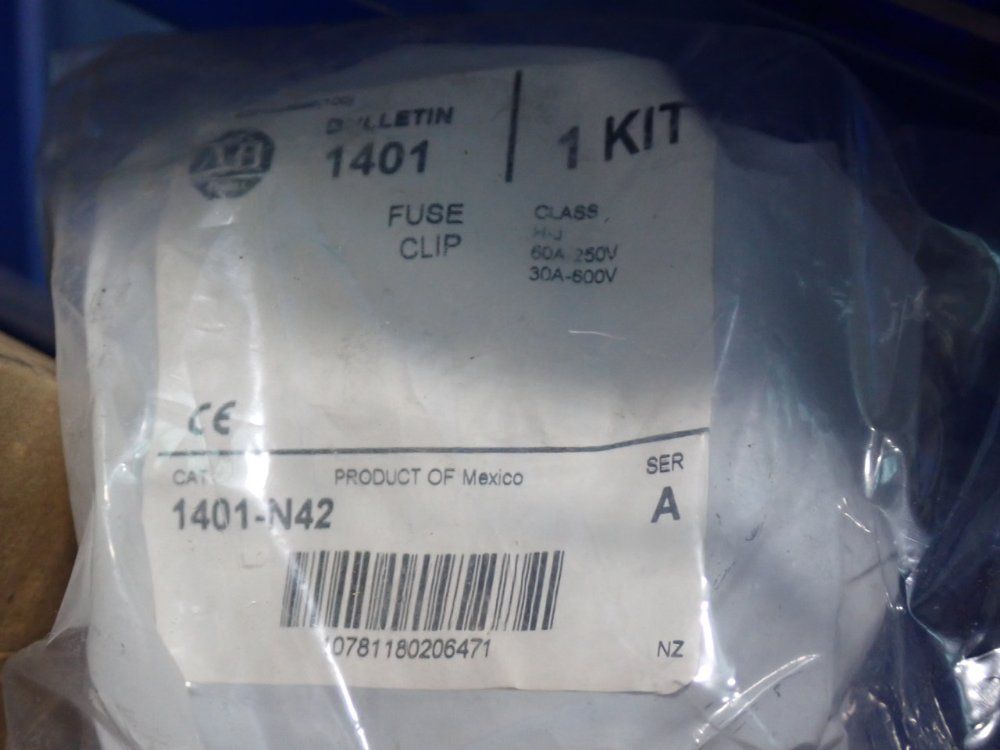 BULLETIN
1401
1 KIT
AB
FUSE
CLIP
CLASS
H-J
60A-250V
30A-600V
CE
CAT
PRODUCT OF Mexico
SER
1401-N42
A
10781180206471
NZ